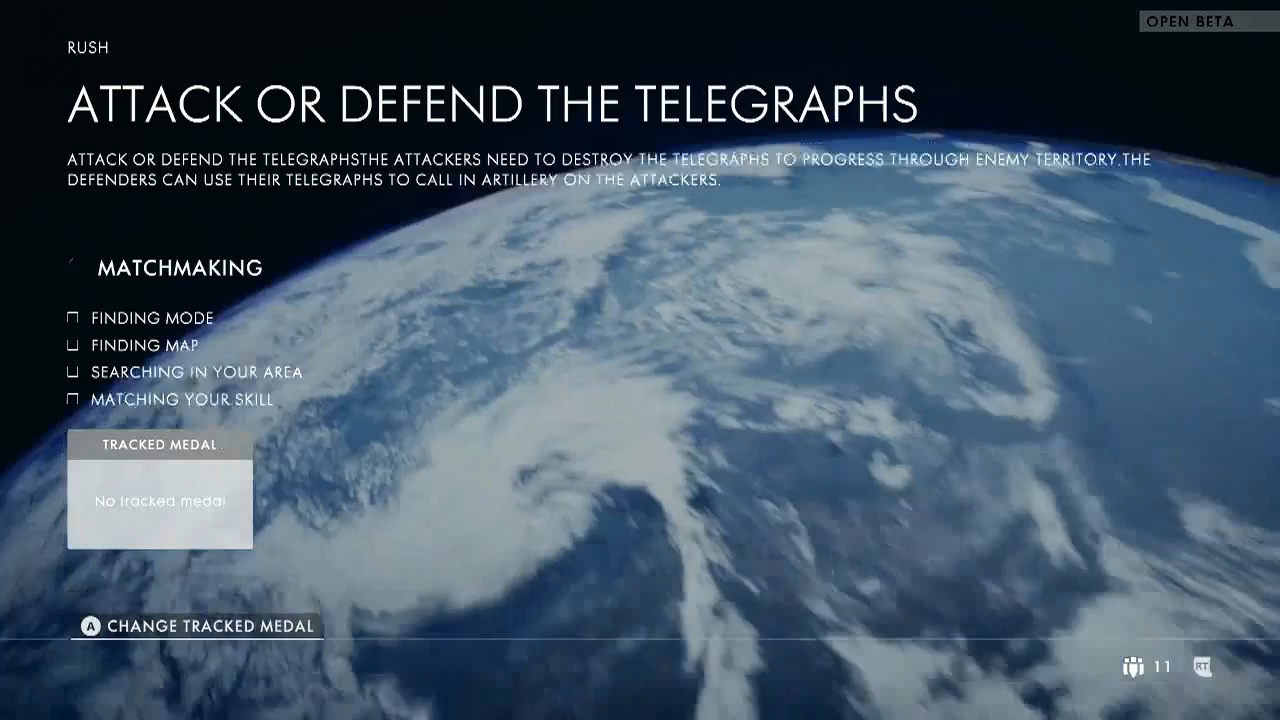 OPEN BETA
RUSH
ATTACK OR DEFEND THE TELEGRAPHS
ATTACK OR DEFEND THE TELEGRAPHSTHE ATTACKERS NEED TO DESTROY THE TELEGRAPHS TO PROGRESS THROUGH ENEMY TERRITORY.THE
DEFENDERS CAN USE THEIR TELEGRAPHS TO CALL IN ARTILLERY ON THE ATTACKERS.
MATCHMAKING
FINDING MODE
FINDING MAP
SEARCHING IN YOUR AREA
MATCHING YOUR SKILL
TRACKED MEDAL
No tracked medal
A CHANGE TRACKED MEDAL
11 RT